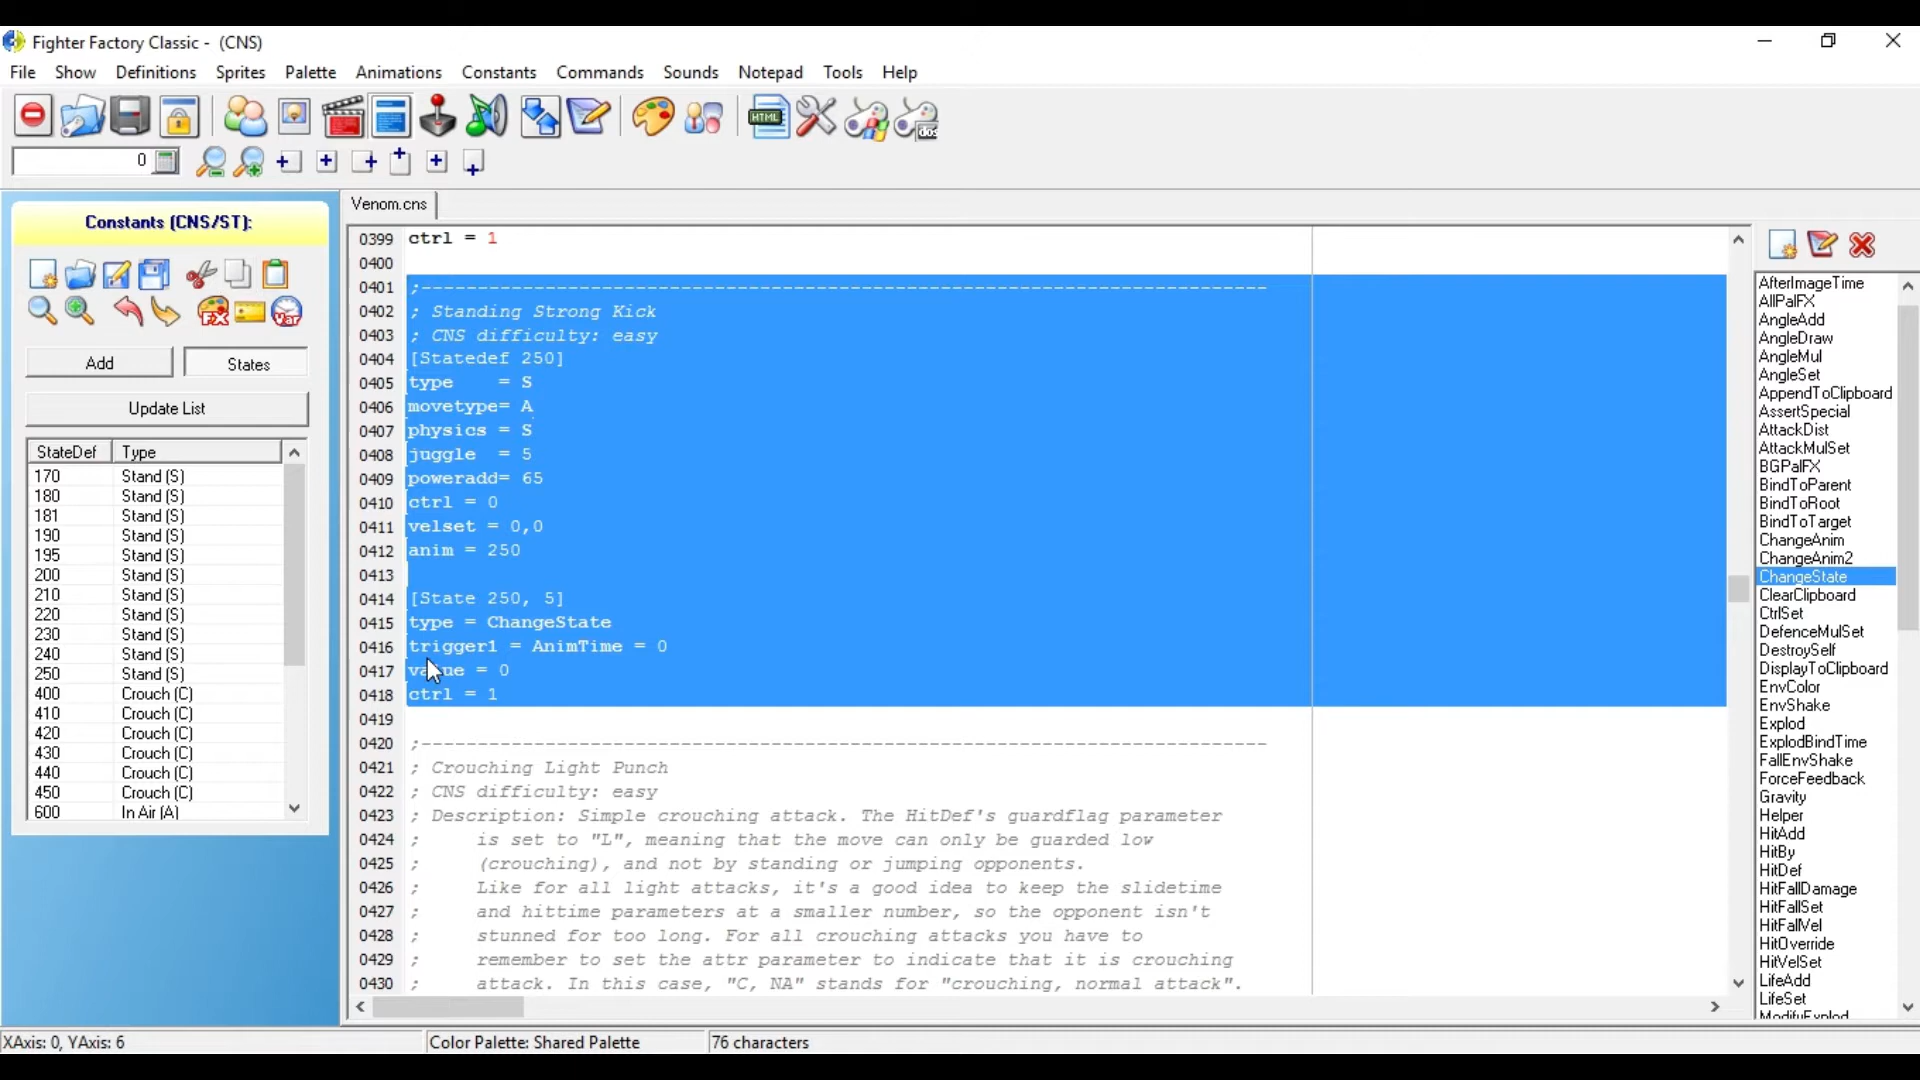 Fighter Factory Classic - (CNS)
File Show Definitions Sprites Palette Animations Constants Commands Sounds Notepad Tools Help
HTML
dos
0
Constants (CNS/ST):
FX
Var
Add
States
Update List
StateDef Type
170 Stand (S)
180 Stand (S)
181 Stand (S)
190 Stand (S)
195 Stand (S)
200 Stand (S)
210 Stand (S)
220 Stand (S)
230 Stand (S)
240 Stand (S)
250 Stand (S)
400 Crouch (C)
410 Crouch (C)
420 Crouch (C)
430 Crouch (C)
440 Crouch (C)
450 Crouch (C)
600 In Air (A)
Venom.cns
0399 ctrl = 1
0400
0401 ;---------------------------------------------------------------------------
0402 ; Standing Strong Kick
0403 ; CNS difficulty: easy
0404 [Statedef 250]
0405 type    = S
0406 movetype= A
0407 physics = S
0408 juggle  = 5
0409 poweradd= 65
0410 ctrl = 0
0411 velset = 0,0
0412 anim = 250
0413
0414 [State 250, 5]
0415 type = ChangeState
0416 trigger1 = AnimTime = 0
0417 value = 0
0418 ctrl = 1
0419
0420 ;---------------------------------------------------------------------------
0421 ; Crouching Light Punch
0422 ; CNS difficulty: easy
0423 ; Description: Simple crouching attack. The HitDef's guardflag parameter
0424 ;     is set to "L", meaning that the move can only be guarded low
0425 ;     (crouching), and not by standing or jumping opponents.
0426 ;     Like for all light attacks, it's a good idea to keep the slidetime
0427 ;     and hittime parameters at a smaller number, so the opponent isn't
0428 ;     stunned for too long. For all crouching attacks you have to
0429 ;     remember to set the attr parameter to indicate that it is crouching
0430 ;     attack. In this case, "C, NA" stands for "crouching, normal attack".
AfterImageTime
AllPalFX
AngleAdd
AngleDraw
AngleMul
AngleSet
AppendToClipboard
AssertSpecial
AttackDist
AttackMulSet
BGPalFX
BindToParent
BindToRoot
BindToTarget
ChangeAnim
ChangeAnim2
ChangeState
ClearClipboard
CtrlSet
DefenceMulSet
DestroySelf
DisplayToClipboard
EnvColor
EnvShake
Explod
ExplodBindTime
FallEnvShake
ForceFeedback
Gravity
Helper
HitAdd
HitBy
HitDef
HitFallDamage
HitFallSet
HitFallVel
HitOverride
HitVelSet
LifeAdd
LifeSet
ModifyExplod
XAxis: 0, YAxis: 6
Color Palette: Shared Palette
76 characters